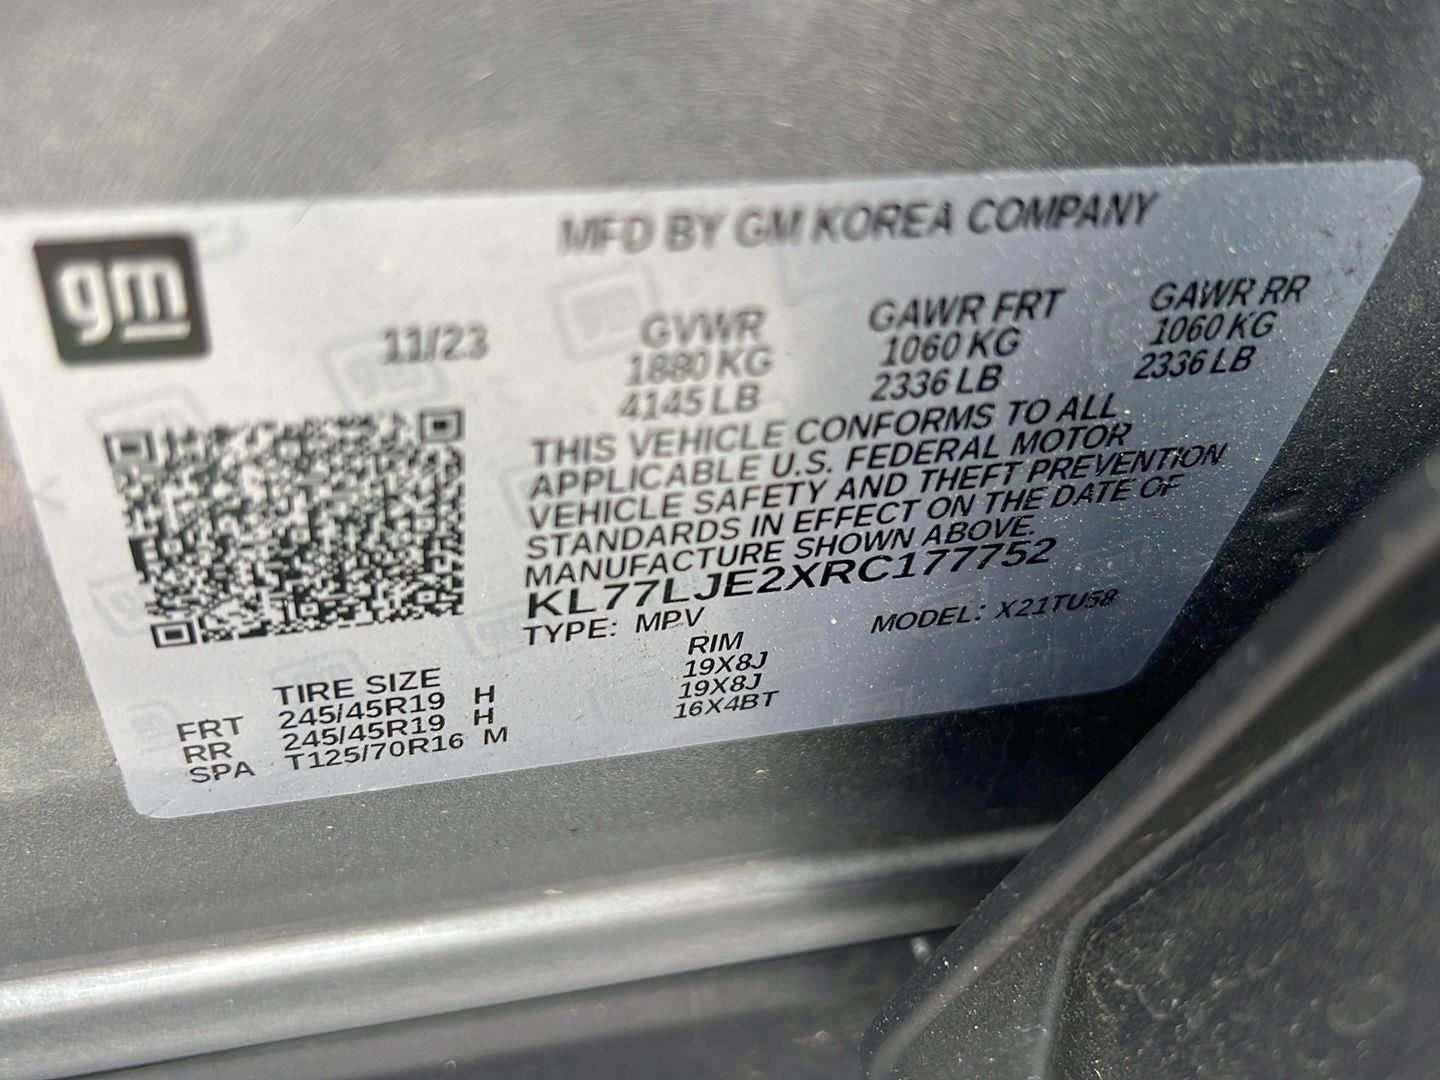 gm
MFD BY GM KOREA COMPANY
11/23
GVWR GAWR FRT GAWR RR
1880 KG 1060 KG 1060 KG
4145 LB 2336 LB 2336 LB
THIS VEHICLE CONFORMS TO ALL
APPLICABLE U.S. FEDERAL MOTOR
VEHICLE SAFETY AND THEFT PREVENTION
STANDARDS IN EFFECT ON THE DATE OF
MANUFACTURE SHOWN ABOVE.
KL77LJE2XRC177752
TYPE: MPV MODEL: X21TU58
TIRE SIZE RIM
FRT 245/45R19 H 19X8J
RR 245/45R19 H 19X8J
SPA T125/70R16 M 16X4BT